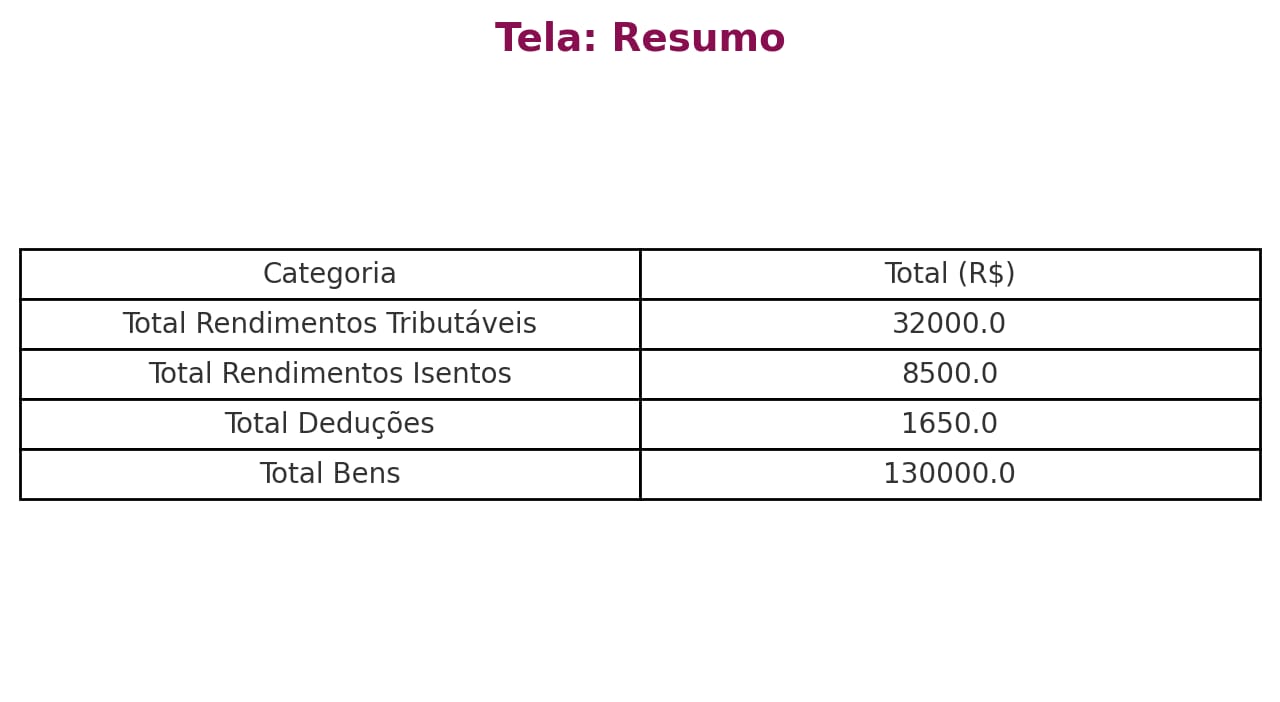 Tela: Resumo
Categoria Total (R$)
Total Rendimentos Tributáveis 32000.0
Total Rendimentos Isentos 8500.0
Total Deduções 1650.0
Total Bens 130000.0